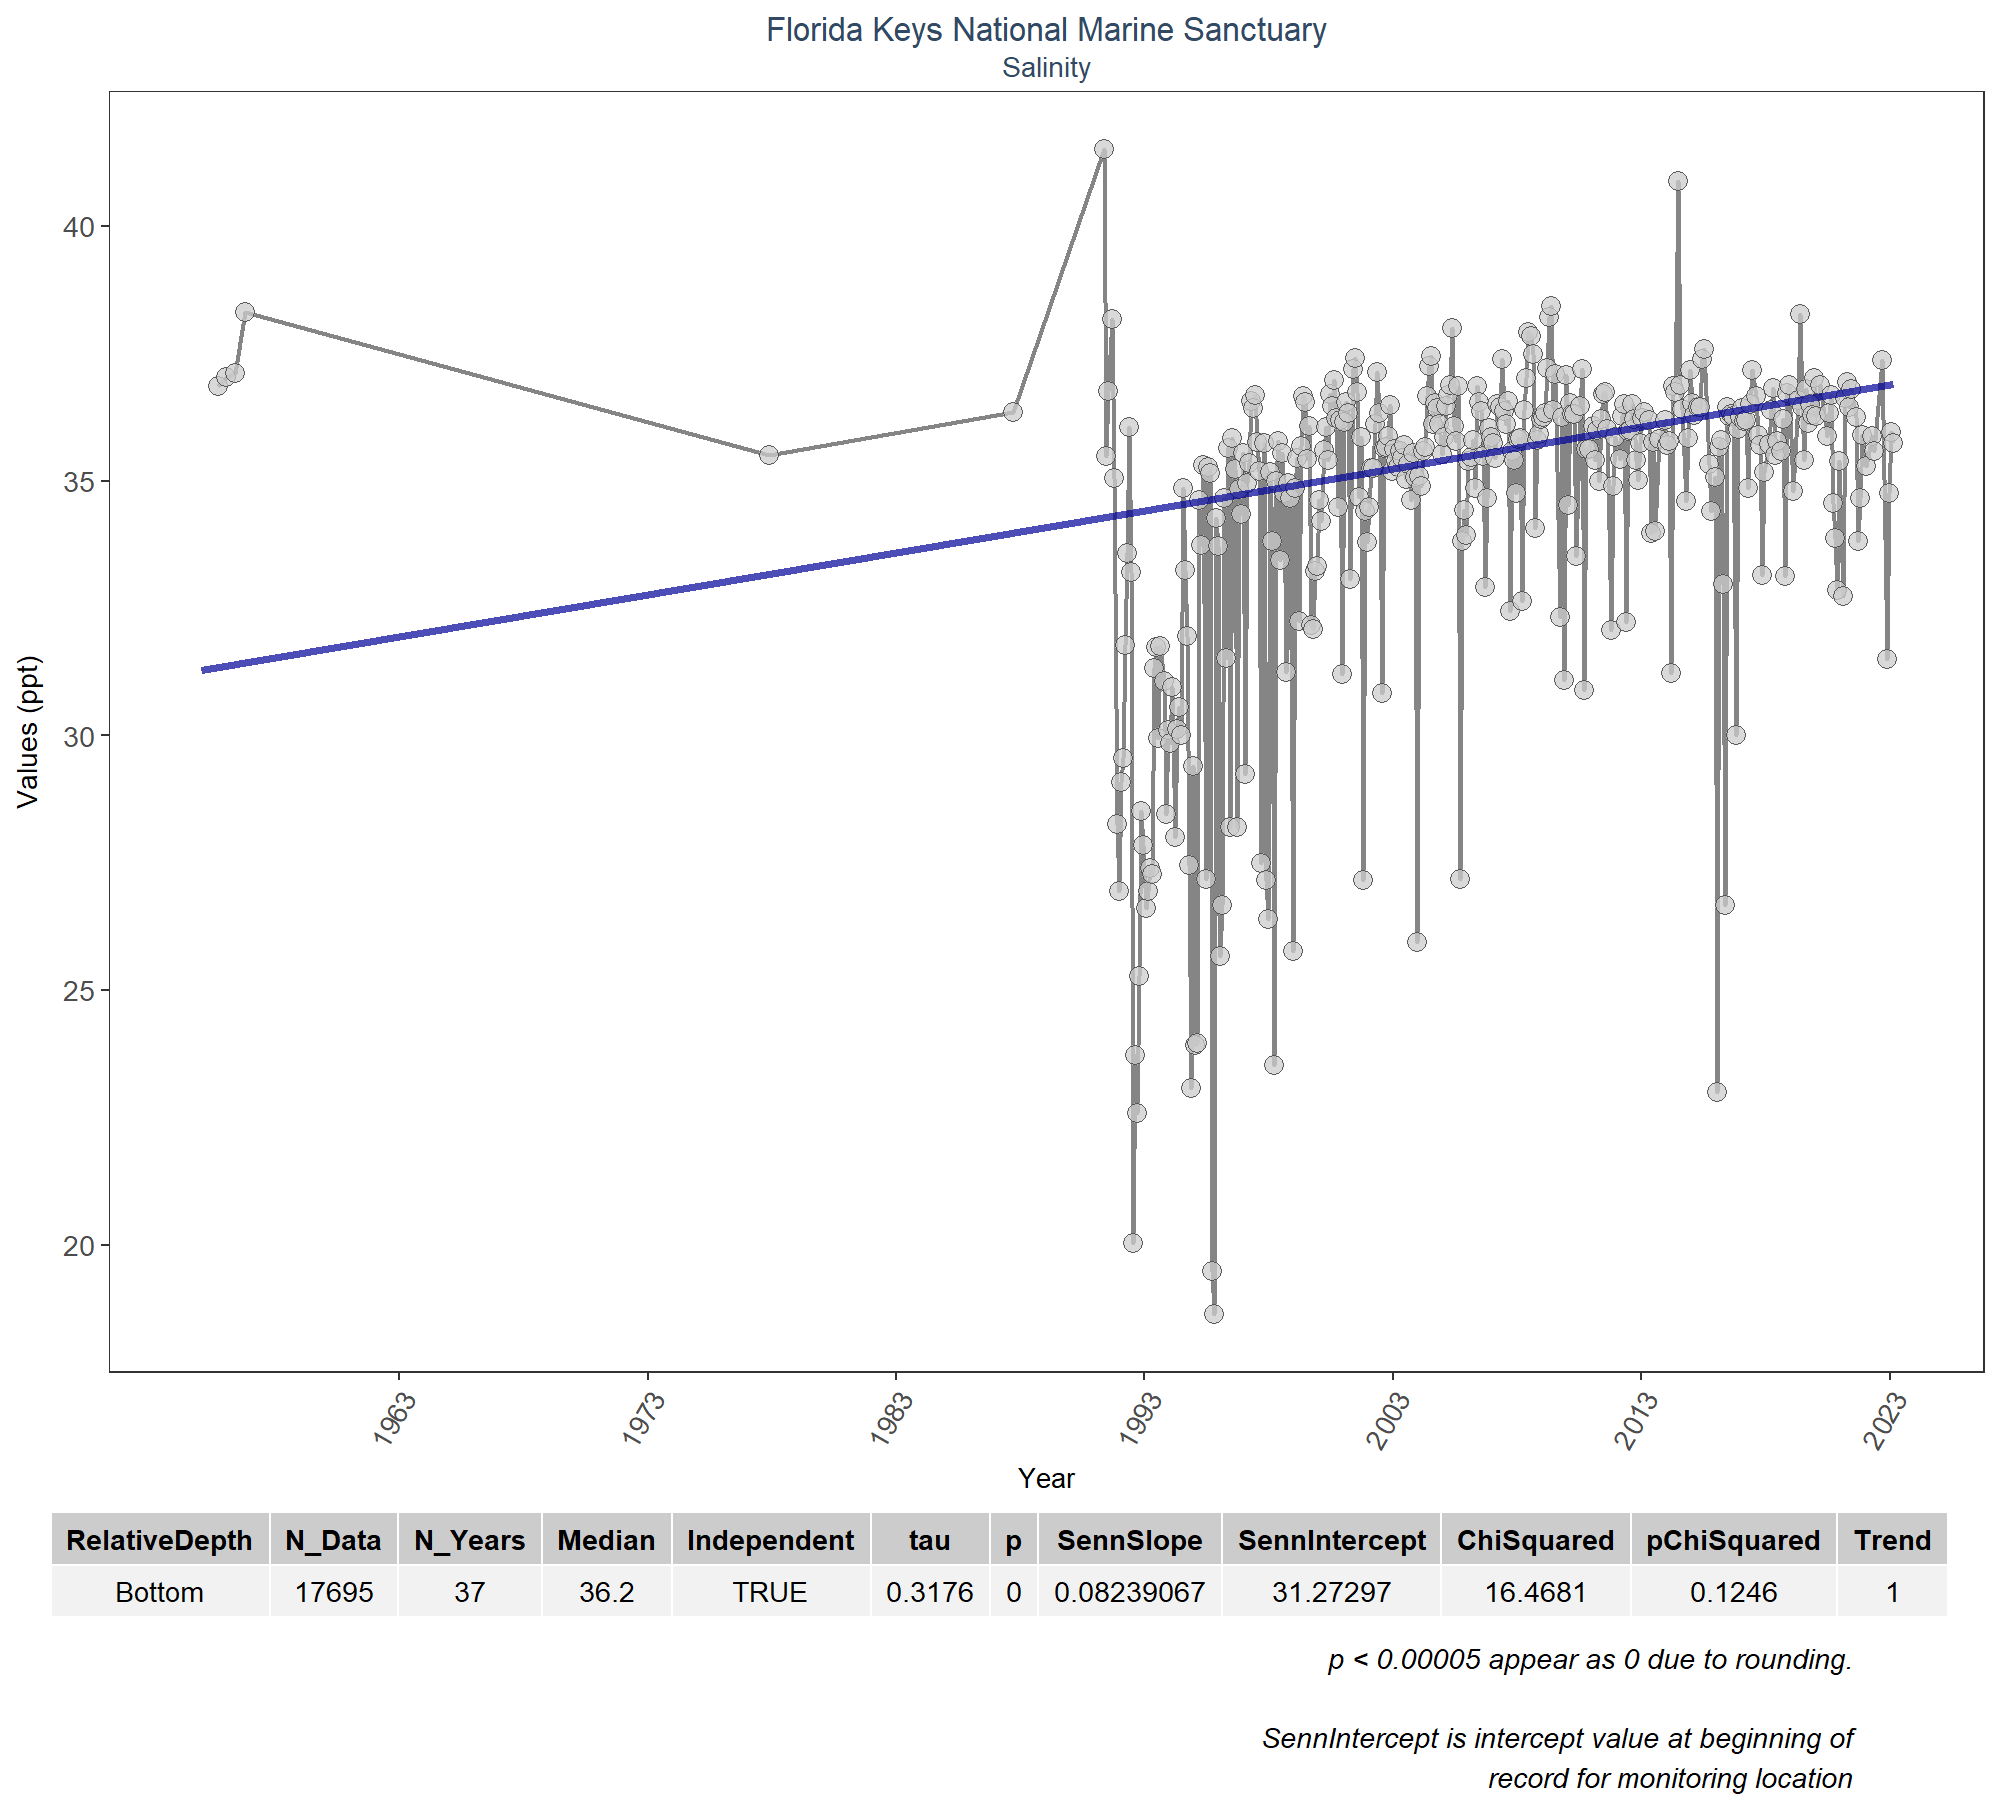 Florida Keys National Marine Sanctuary
Salinity
Values (ppt)
40
35
30
25
20
1963 1973 1983 1993 2003 2013 2023
Year
RelativeDepth N_Data N_Years Median Independent tau p SennSlope SennIntercept ChiSquared pChiSquared Trend
Bottom 17695 37 36.2 TRUE 0.3176 0 0.08239067 31.27297 16.4681 0.1246 1
p < 0.00005 appear as 0 due to rounding.
SennIntercept is intercept value at beginning of
record for monitoring location